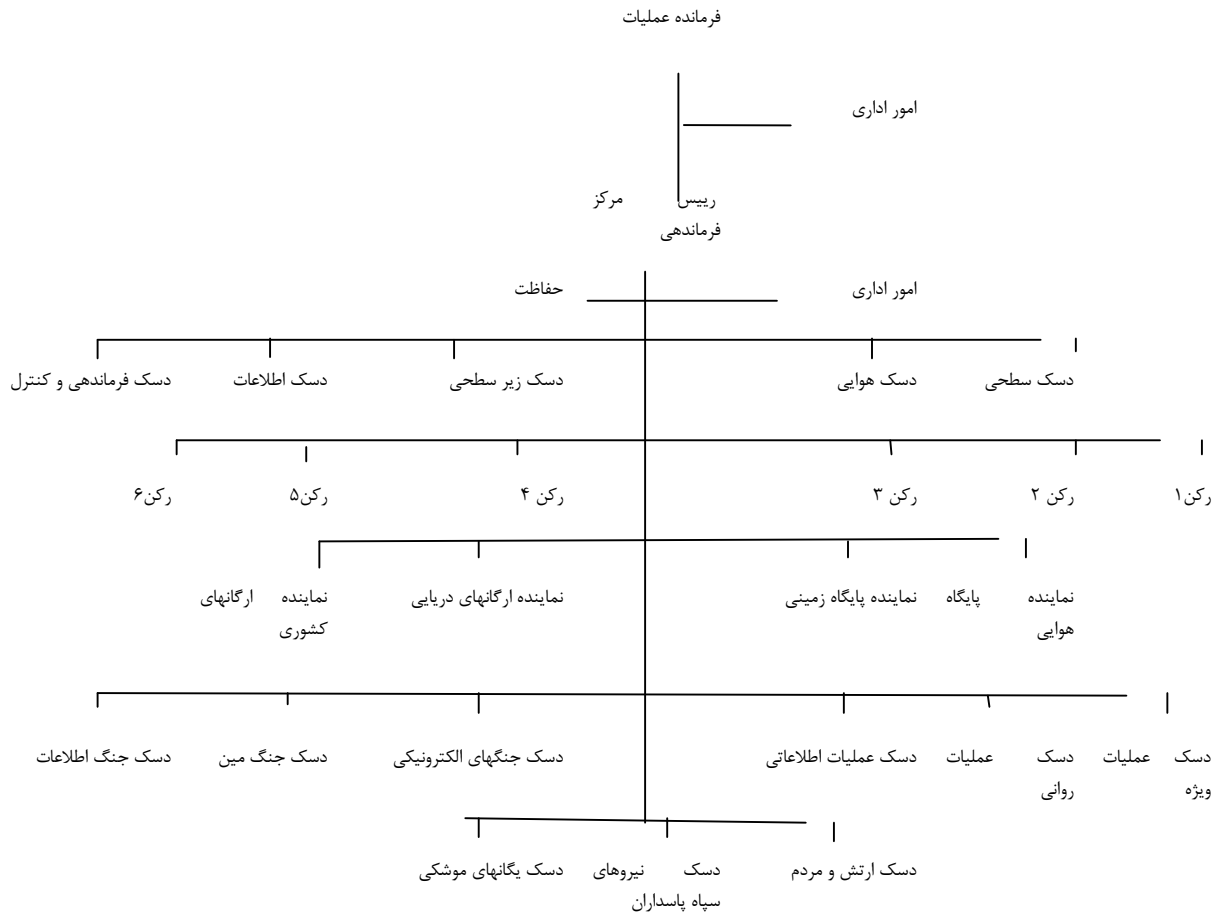 فرمانده عملیات
امور اداری
رییس مرکز
فرماندهی
امور اداری
حفاظت
دسک سطحی
دسک هوایی
دسک زیر سطحی
دسک اطلاعات
دسک فرماندهی و کنترل
رکن۱
رکن ۲
رکن ۳
رکن ۴
رکن۵
رکن۶
نماینده پایگاه
هوایی
نماینده پایگاه زمینی
نماینده ارگانهای دریایی
نماینده ارگانهای
کشوری
دسک عملیات
ویژه
دسک عملیات
روانی
دسک عملیات اطلاعاتی
دسک جنگهای الکترونیکی
دسک جنگ مین
دسک جنگ اطلاعات
دسک ارتش و مردم
دسک نیروهای
سپاه پاسداران
دسک یگانهای موشکی